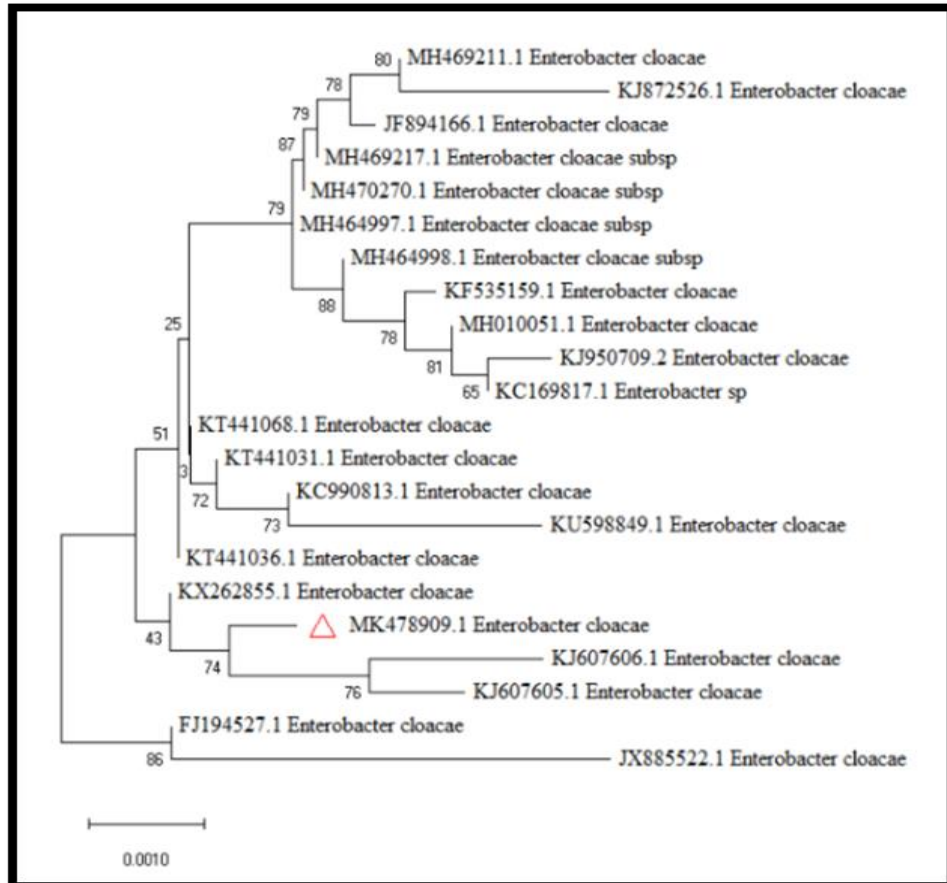 80
MH469211.1 Enterobacter cloacae
78
KJ872526.1 Enterobacter cloacae
79
JF894166.1 Enterobacter cloacae
87
MH469217.1 Enterobacter cloacae subsp
MH470270.1 Enterobacter cloacae subsp
79
MH464997.1 Enterobacter cloacae subsp
MH464998.1 Enterobacter cloacae subsp
88
KF535159.1 Enterobacter cloacae
25
78
MH010051.1 Enterobacter cloacae
81
KJ950709.2 Enterobacter cloacae
65
KC169817.1 Enterobacter sp
KT441068.1 Enterobacter cloacae
51
KT441031.1 Enterobacter cloacae
3
72
KC990813.1 Enterobacter cloacae
73
KU598849.1 Enterobacter cloacae
KT441036.1 Enterobacter cloacae
KX262855.1 Enterobacter cloacae
43
MK478909.1 Enterobacter cloacae
74
KJ607606.1 Enterobacter cloacae
76
KJ607605.1 Enterobacter cloacae
FJ194527.1 Enterobacter cloacae
86
JX885522.1 Enterobacter cloacae
0.0010